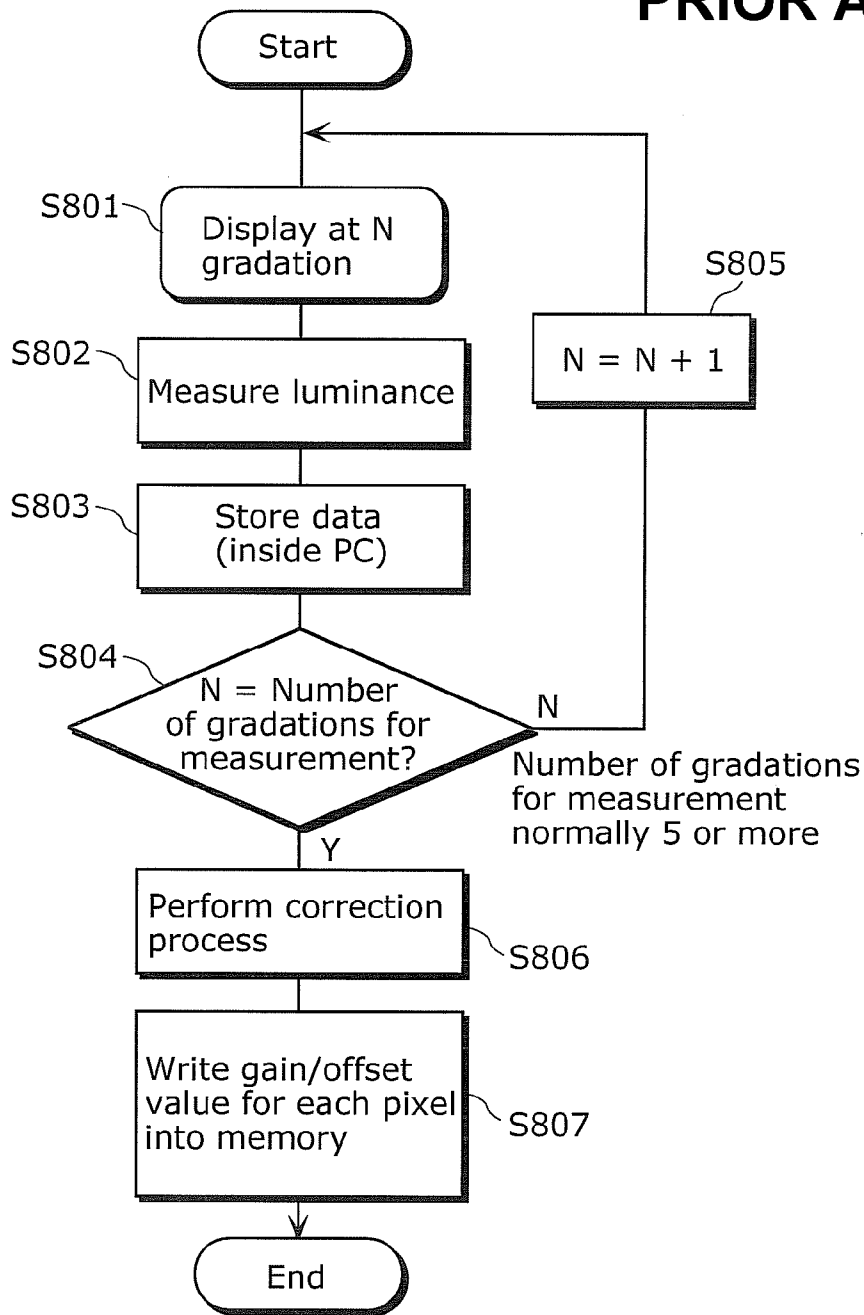 PRIOR A
Start
S801
Display at N
gradation
S805
N = N + 1
S802
Measure luminance
S803
Store data
(inside PC)
S804
N = Number
of gradations for
measurement?
N
Number of gradations
for measurement
normally 5 or more
Y
Perform correction
process
S806
Write gain/offset
value for each pixel
into memory
S807
End